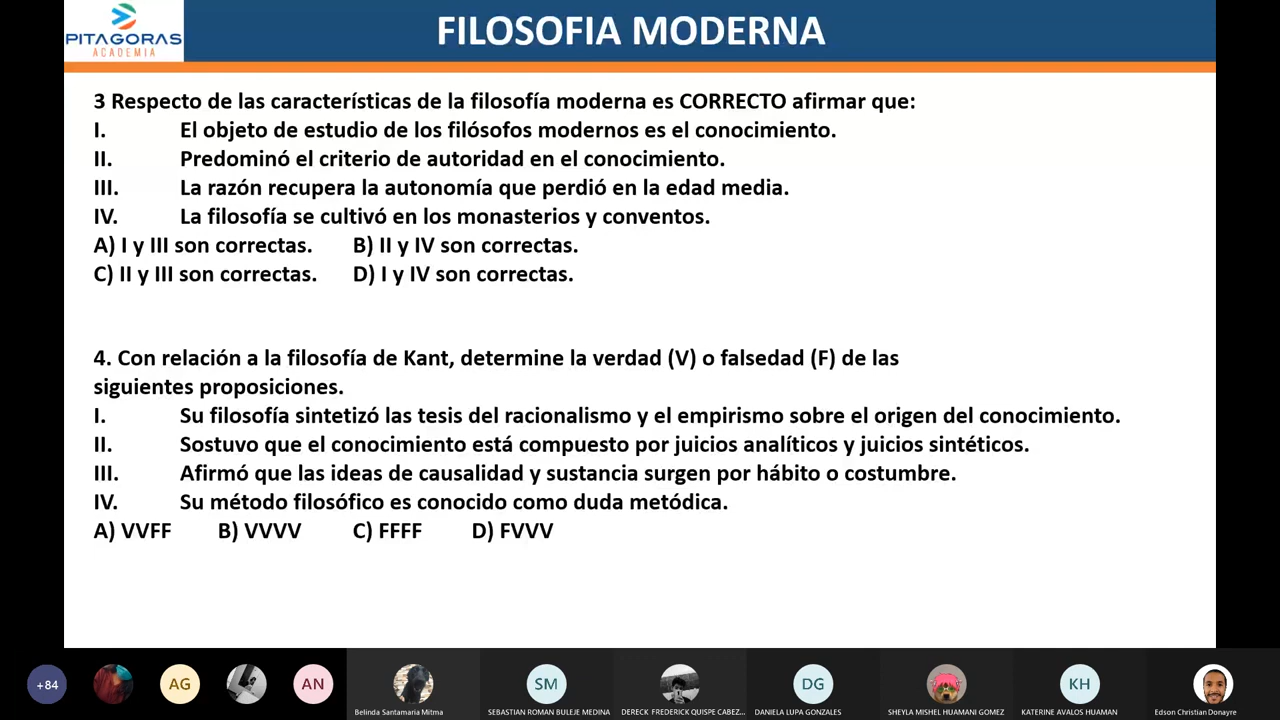 PITAGORAS
ACADEMIA
FILOSOFIA MODERNA
3 Respecto de las características de la filosofía moderna es CORRECTO afirmar que:
I. El objeto de estudio de los filósofos modernos es el conocimiento.
II. Predominó el criterio de autoridad en el conocimiento.
III. La razón recupera la autonomía que perdió en la edad media.
IV. La filosofía se cultivó en los monasterios y conventos.
A) I y III son correctas. B) II y IV son correctas.
C) II y III son correctas. D) I y IV son correctas.
4. Con relación a la filosofía de Kant, determine la verdad (V) o falsedad (F) de las
siguientes proposiciones.
I. Su filosofía sintetizó las tesis del racionalismo y el empirismo sobre el origen del conocimiento.
II. Sostuvo que el conocimiento está compuesto por juicios analíticos y juicios sintéticos.
III. Afirmó que las ideas de causalidad y sustancia surgen por hábito o costumbre.
IV. Su método filosófico es conocido como duda metódica.
A) VVFF B) VVVV C) FFFF D) FVVV
+84 AG AN SM DG KH
Belinda Santamaria Mitma SEBASTIAN ROMAN BULEJE MEDINA DERECK FREDERICK QUISPE CABEZ... DANIELA LUPA GONZALES SHEYLA MISHEL HUAMANI GOMEZ KATERINE AVALOS HUAMAN Edson Christian Donayre